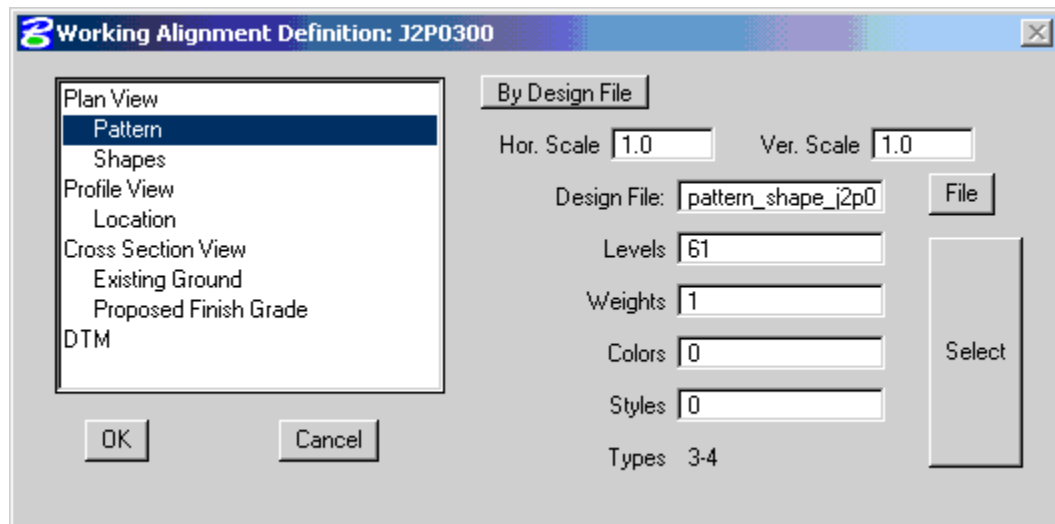 Working Alignment Definition: J2P0300
Plan View
Pattern
Shapes
Profile View
Location
Cross Section View
Existing Ground
Proposed Finish Grade
DTM
OK
Cancel
By Design File
Hor. Scale 1.0 Ver. Scale 1.0
Design File: pattern_shape_j2p0 File
Levels 61
Weights 1
Colors 0
Styles 0
Types 3-4
Select